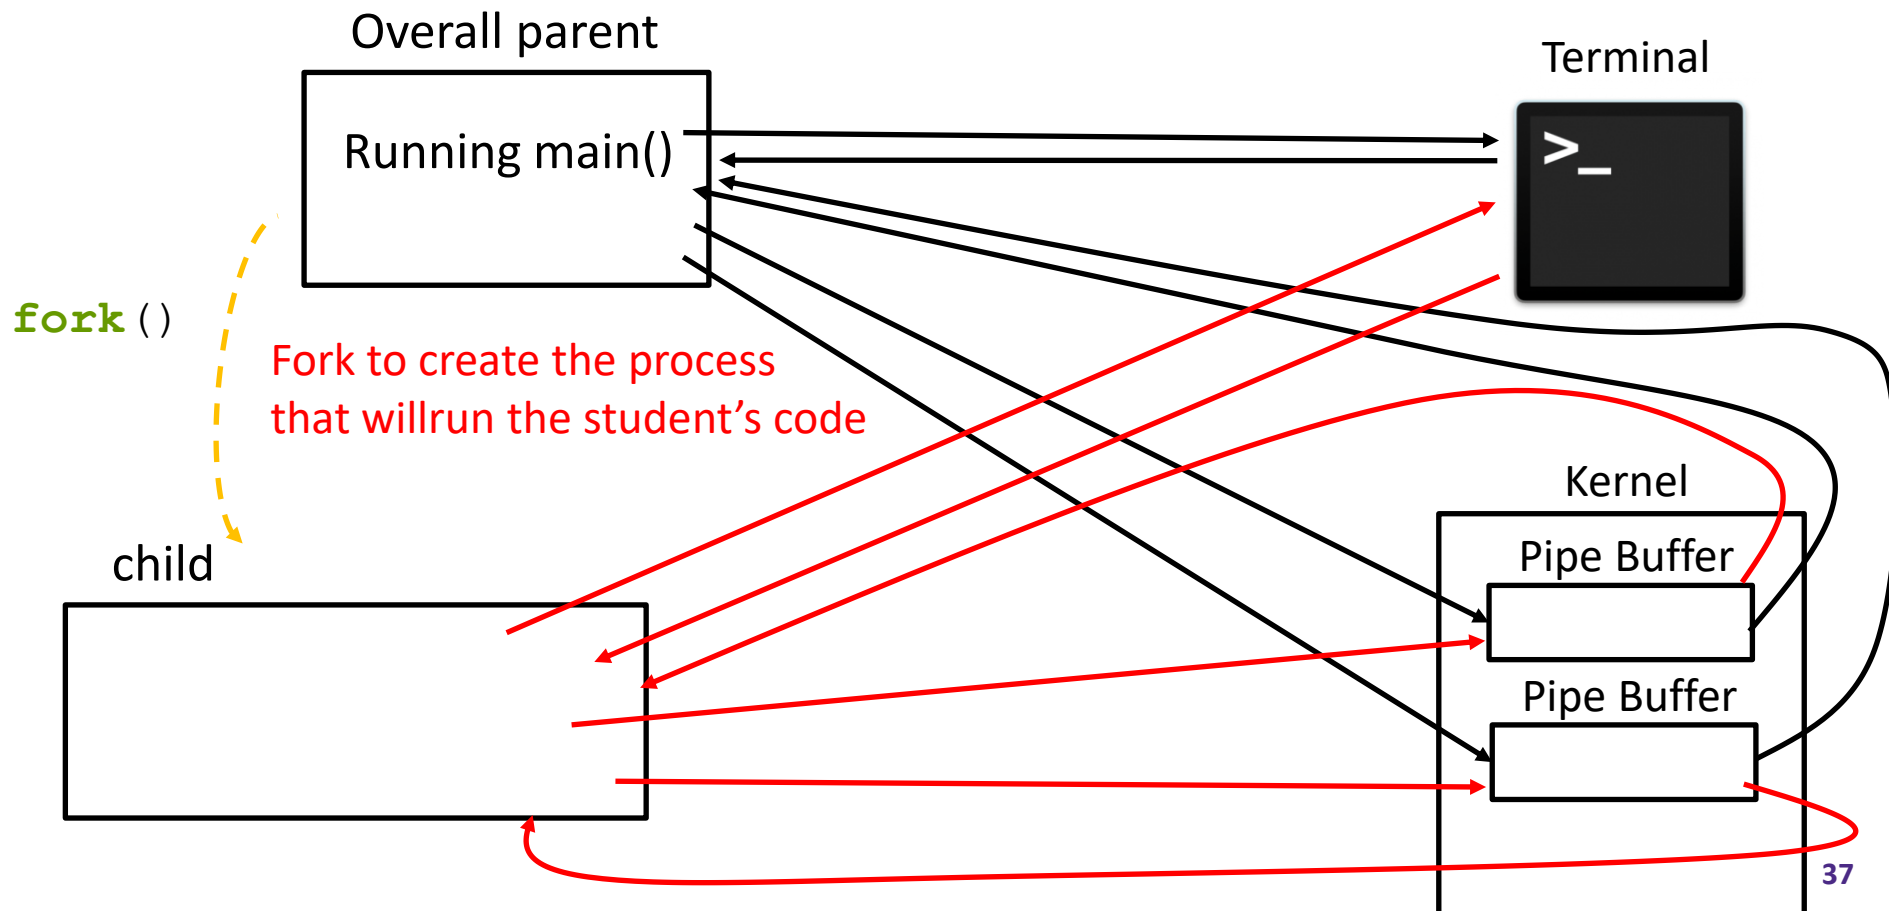 Overall parent
Terminal
Running main()
>_
fork()
Fork to create the process
that willrun the student’s code
Kernel
child
Pipe Buffer
Pipe Buffer
37